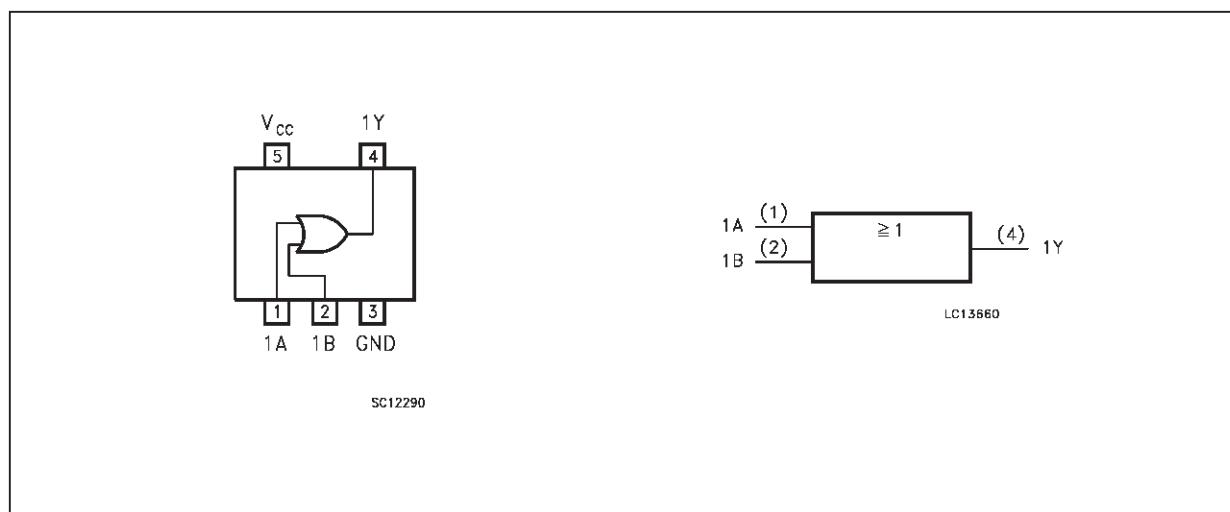 V CC 1Y
5 4
1 2 3
1A 1B GND
SC12290
1A (1)
1B (2)
≧ 1
(4) 1Y
LC13660